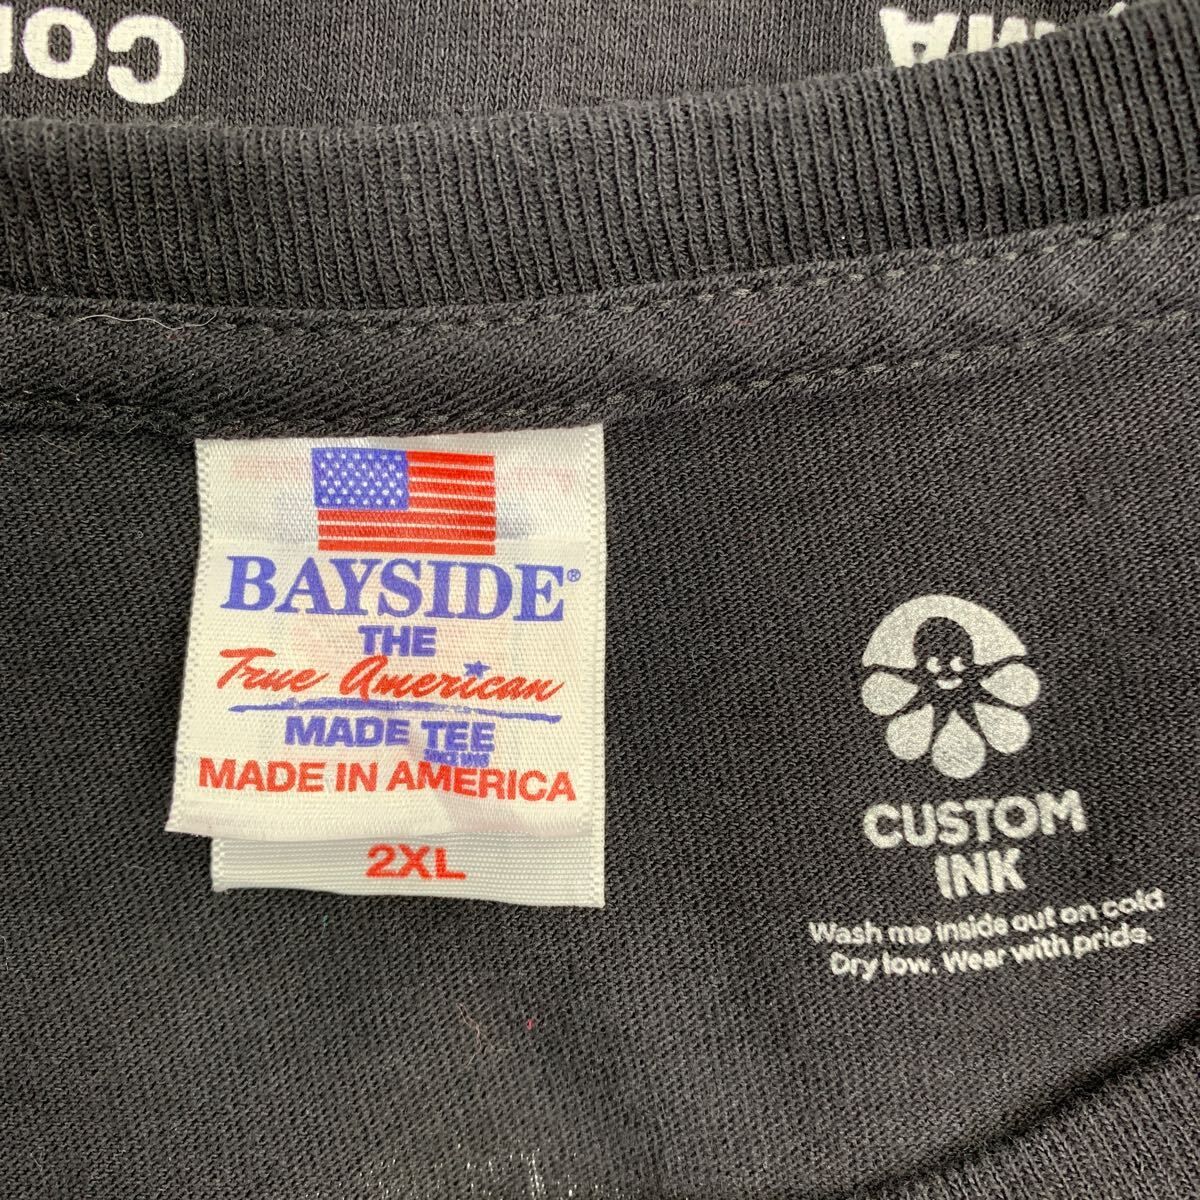 BAYSIDE®
THE
True American
MADE TEE
MADE IN AMERICA
2XL
CUSTOM
INK
Wash me inside out on cold
Dry low. Wear with pride.